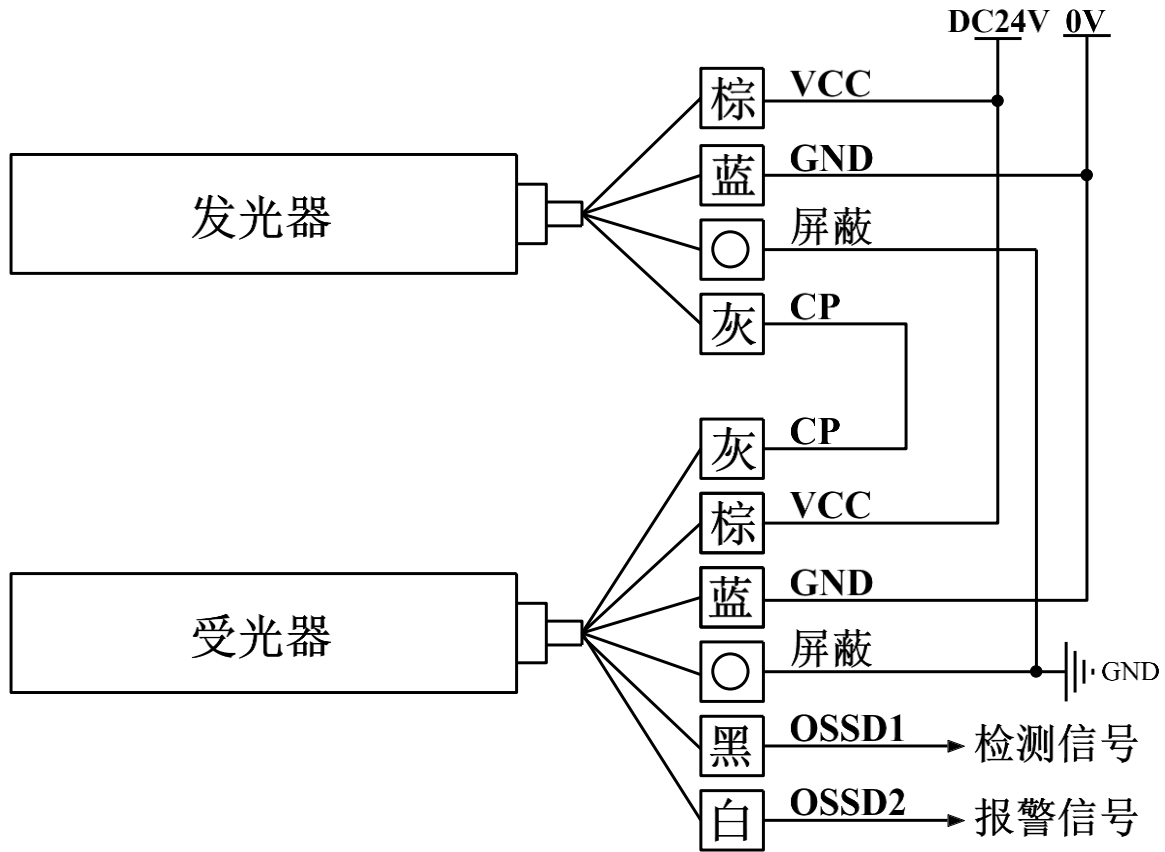 DC24V 0V
棕 VCC
蓝 GND
发光器
屏蔽
灰 CP
灰 CP
棕 VCC
蓝 GND
受光器
屏蔽
GND
黑 OSSD1 检测信号
白 OSSD2 报警信号